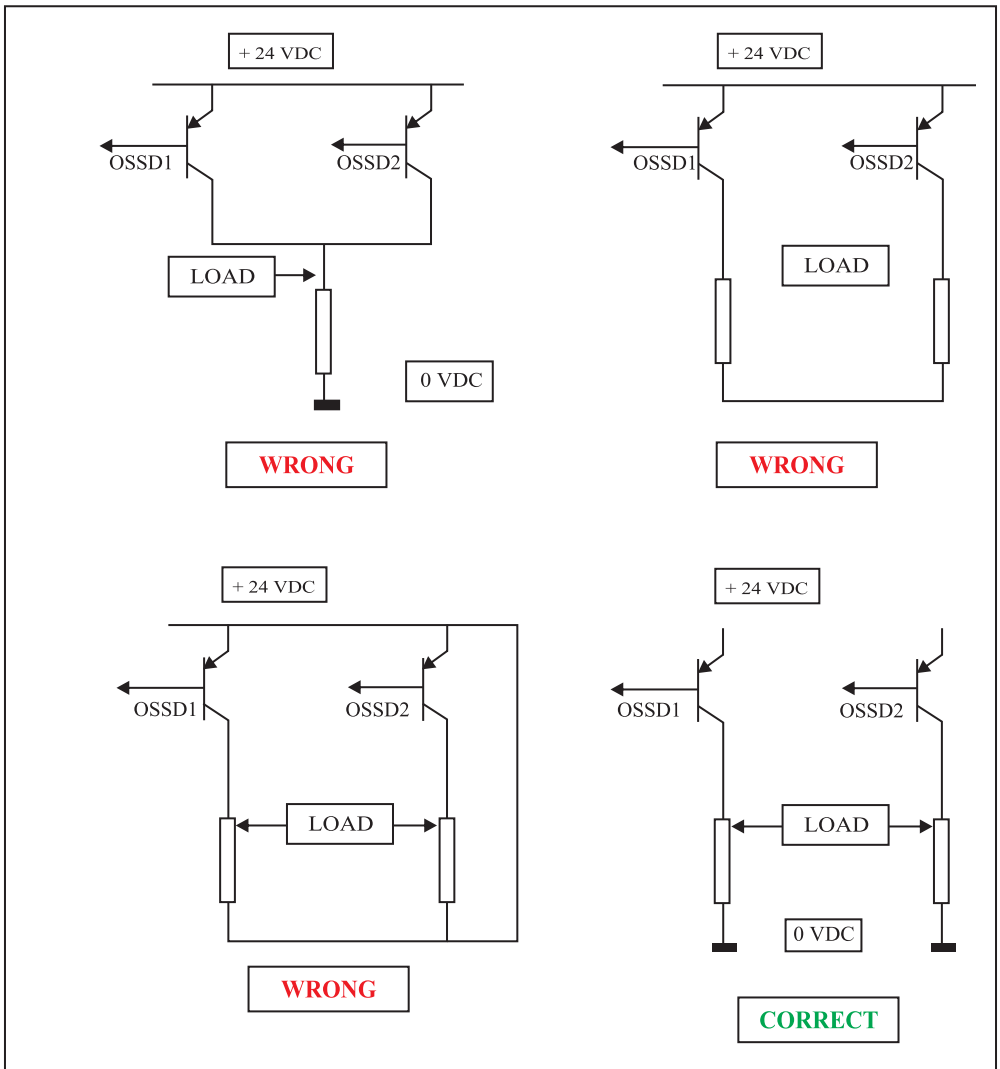 + 24 VDC
OSSD1
OSSD2
LOAD
0 VDC
WRONG
+ 24 VDC
OSSD1
OSSD2
LOAD
WRONG
+ 24 VDC
OSSD1
OSSD2
LOAD
WRONG
+ 24 VDC
OSSD1
OSSD2
LOAD
0 VDC
CORRECT